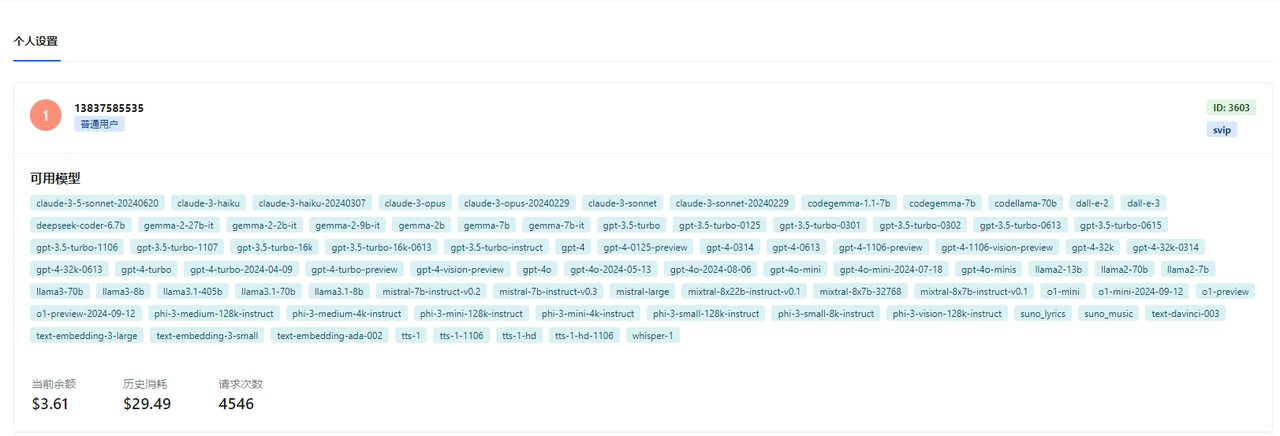 个人设置
1
13837585535
普通用户
ID: 3603
svip
可用模型
claude-3-5-sonnet-20240620 claude-3-haiku claude-3-haiku-20240307 claude-3-opus claude-3-opus-20240229 claude-3-sonnet claude-3-sonnet-20240229 codegemma-1.1-7b codegemma-7b codellama-70b dall-e-2 dall-e-3
deepseek-coder-6.7b gemma-2-27b-it gemma-2-2b-it gemma-2-9b-it gemma-2b gemma-7b gemma-7b-it gpt-3.5-turbo gpt-3.5-turbo-0125 gpt-3.5-turbo-0301 gpt-3.5-turbo-0302 gpt-3.5-turbo-0613 gpt-3.5-turbo-0615
gpt-3.5-turbo-1106 gpt-3.5-turbo-1107 gpt-3.5-turbo-16k gpt-3.5-turbo-16k-0613 gpt-3.5-turbo-instruct gpt-4 gpt-4-0125-preview gpt-4-0314 gpt-4-0613 gpt-4-1106-preview gpt-4-1106-vision-preview gpt-4-32k gpt-4-32k-0314
gpt-4-32k-0613 gpt-4-turbo gpt-4-turbo-2024-04-09 gpt-4-turbo-preview gpt-4-vision-preview gpt-4o gpt-4o-2024-05-13 gpt-4o-2024-08-06 gpt-4o-mini gpt-4o-mini-2024-07-18 gpt-4o-minis llama2-13b llama2-70b llama2-7b
llama3-70b llama3-8b llama3.1-405b llama3.1-70b llama3.1-8b mistral-7b-instruct-v0.2 mistral-7b-instruct-v0.3 mistral-large mixtral-8x22b-instruct-v0.1 mixtral-8x7b-32768 mixtral-8x7b-instruct-v0.1 o1-mini o1-mini-2024-09-12 o1-preview
o1-preview-2024-09-12 phi-3-medium-128k-instruct phi-3-medium-4k-instruct phi-3-mini-128k-instruct phi-3-mini-4k-instruct phi-3-small-128k-instruct phi-3-small-8k-instruct phi-3-vision-128k-instruct suno_lyrics suno_music text-davinci-003
text-embedding-3-large text-embedding-3-small text-embedding-ada-002 tts-1 tts-1-1106 tts-1-hd tts-1-hd-1106 whisper-1
当前余额 历史消耗 请求次数
$3.61 $29.49 4546